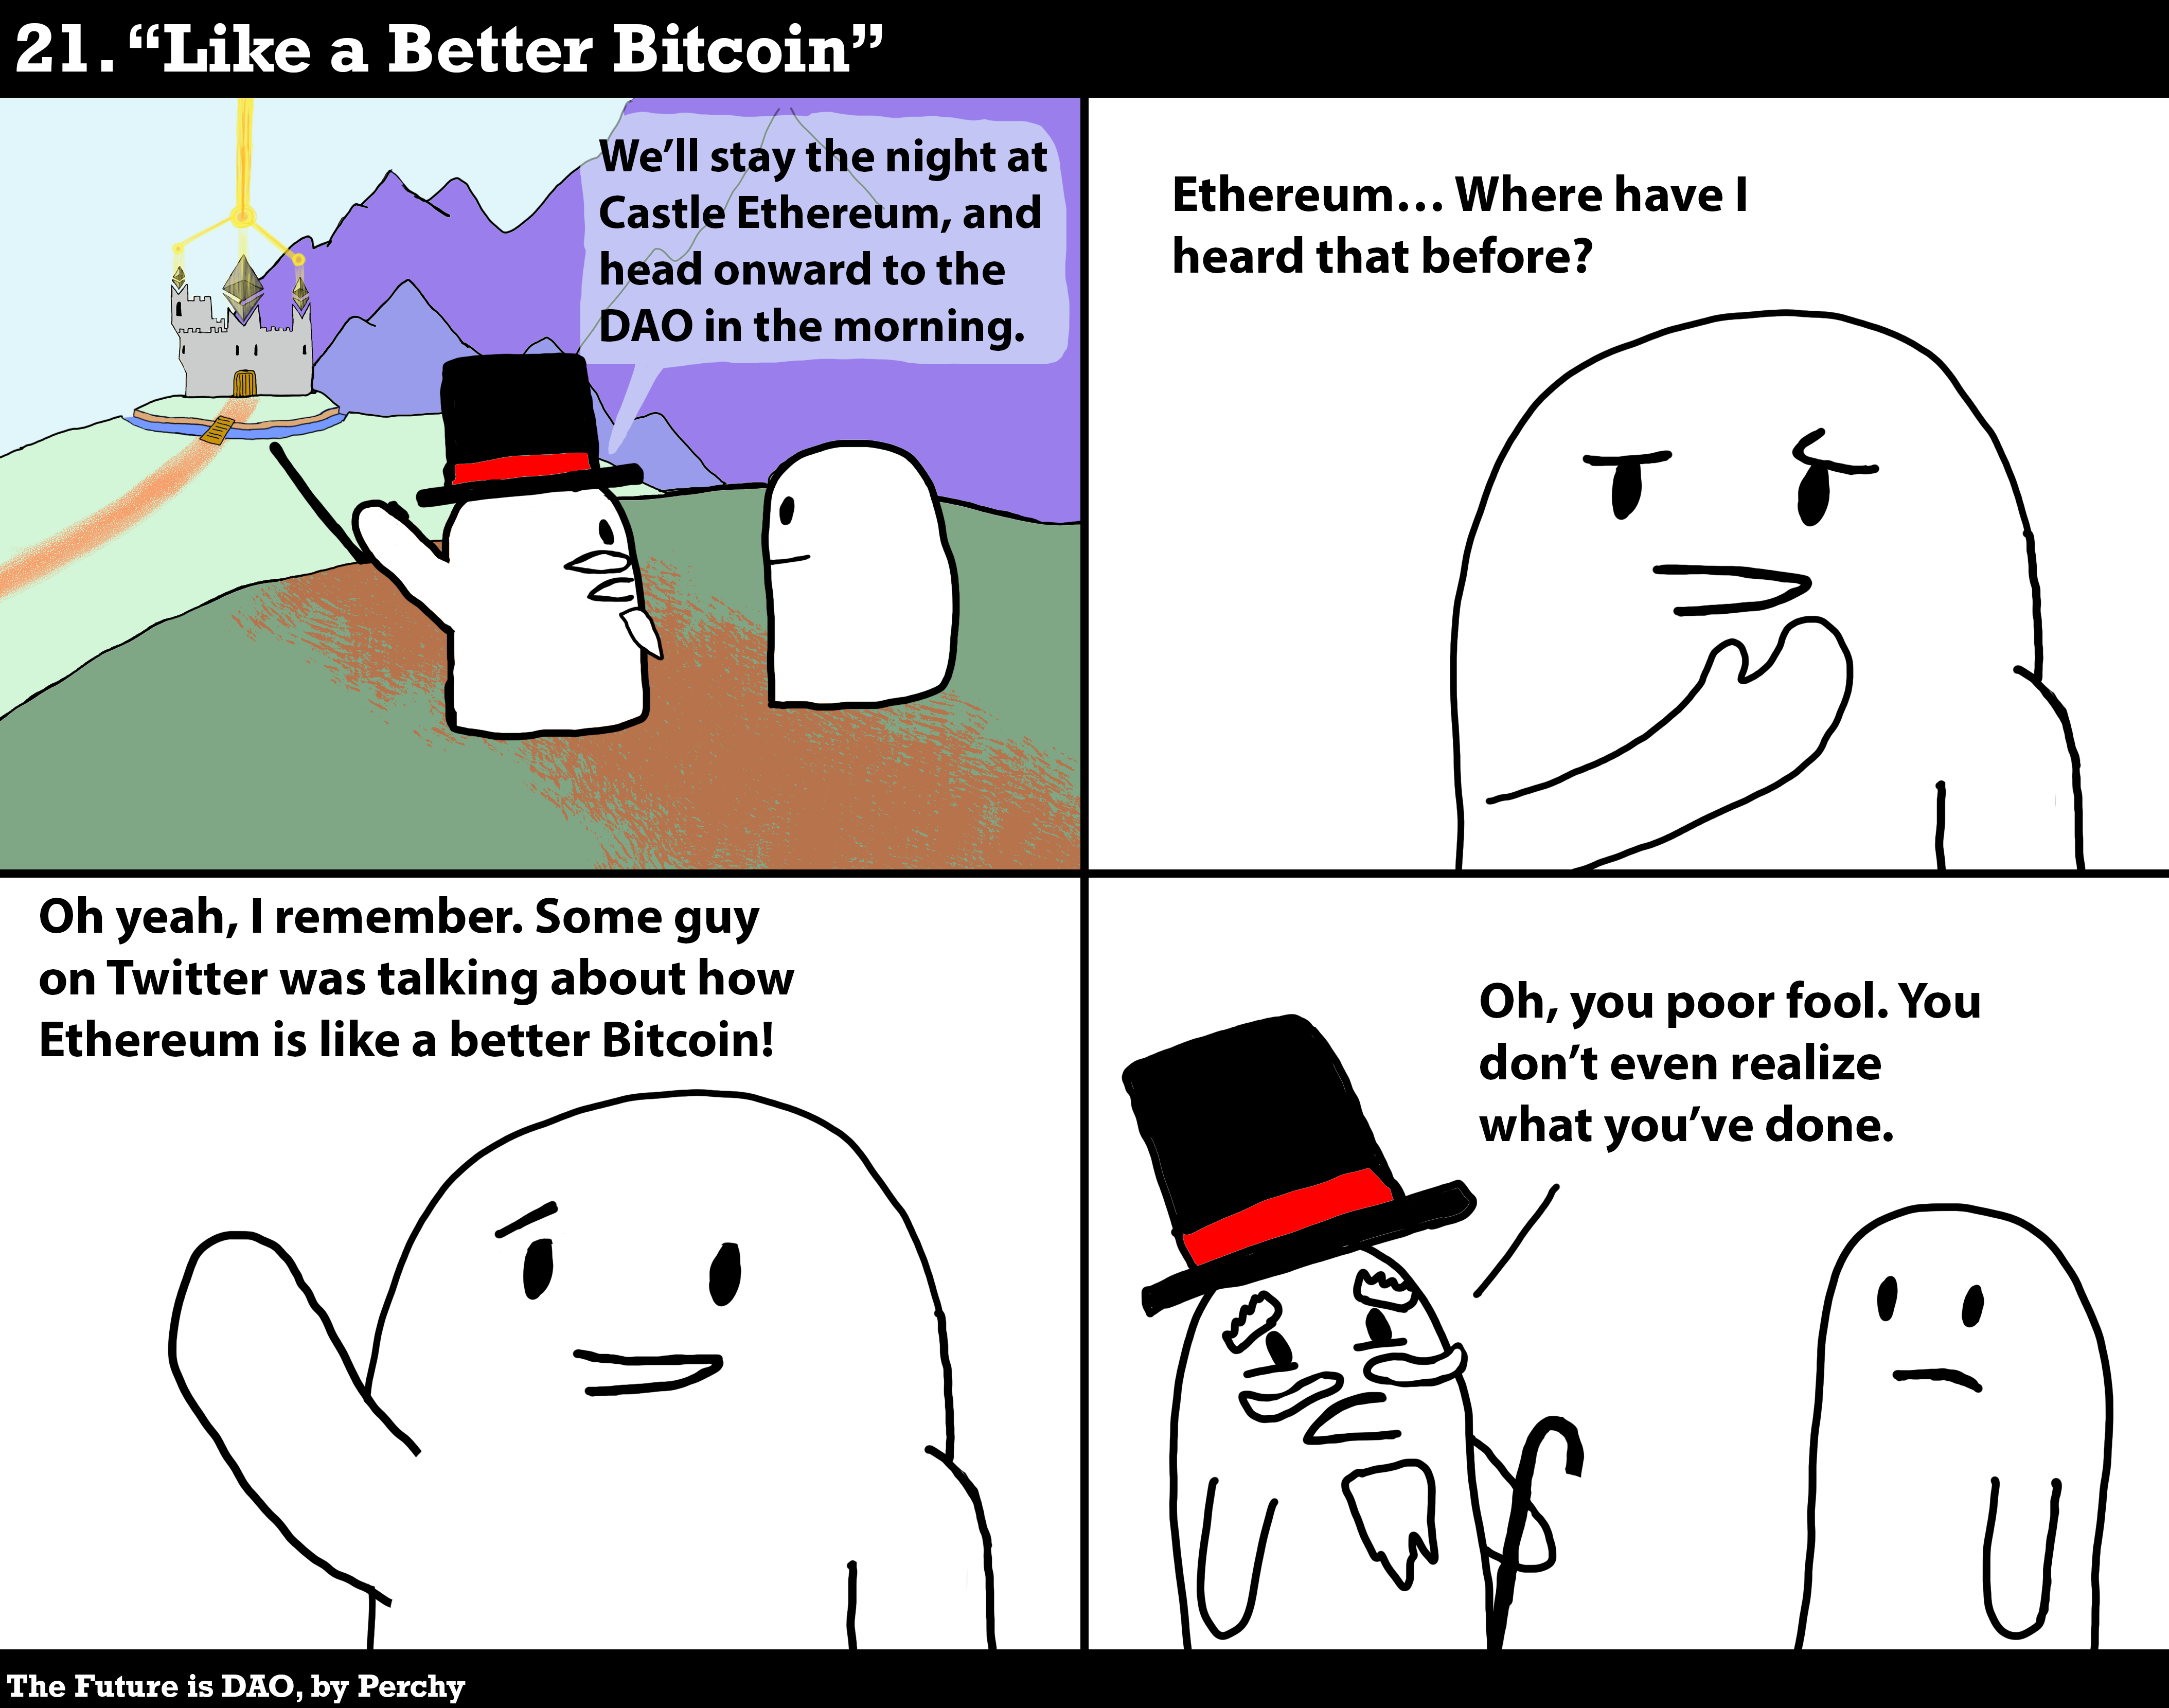 21. “Like a Better Bitcoin”
We’ll stay the night at
Castle Ethereum, and
head onward to the
DAO in the morning.
Ethereum... Where have I
heard that before?
Oh yeah, I remember. Some guy
on Twitter was talking about how
Ethereum is like a better Bitcoin!
Oh, you poor fool. You
don’t even realize
what you’ve done.
The Future is DAO, by Perchy